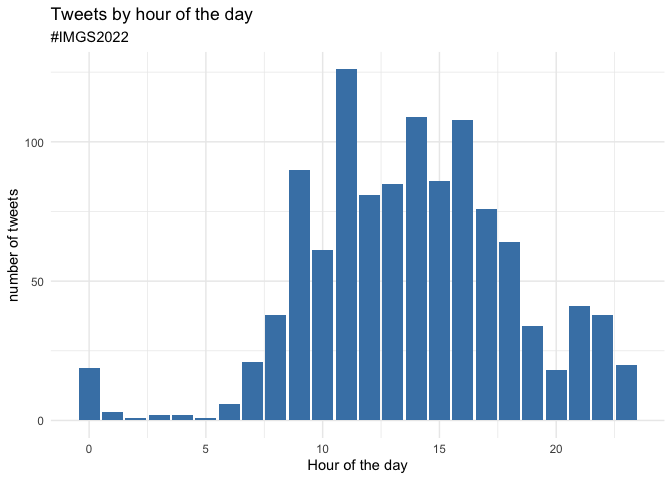 Tweets by hour of the day
#IMGS2022
number of tweets
100
50
0
0 5 10 15 20
Hour of the day